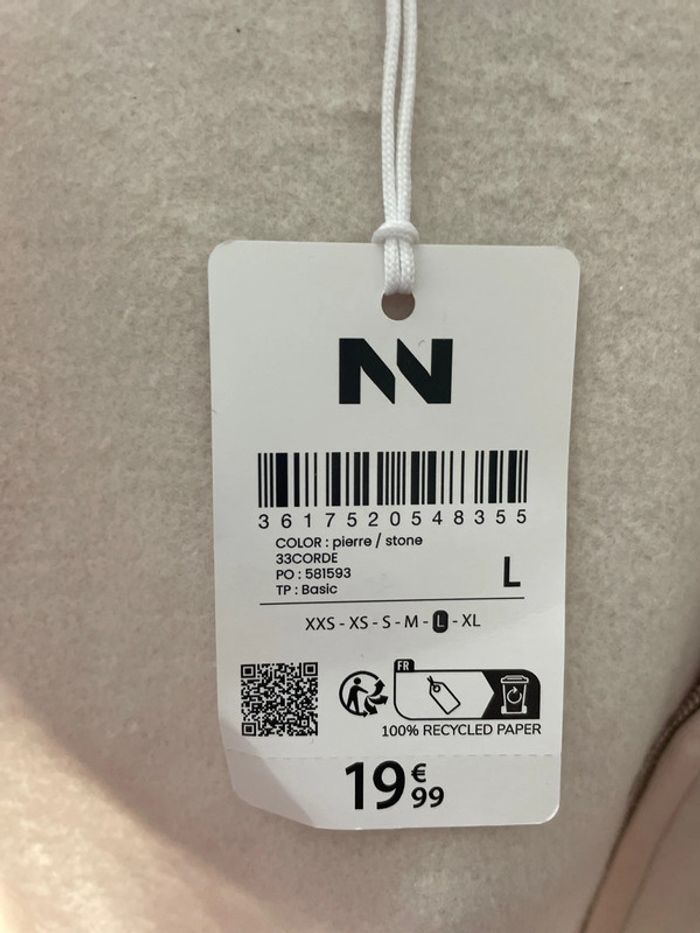 3617520548355
COLOR : pierre / stone
33CORDE
PO : 581593
TP : Basic
L
XXS - XS - S - M - L - XL
FR
100% RECYCLED PAPER
19€99